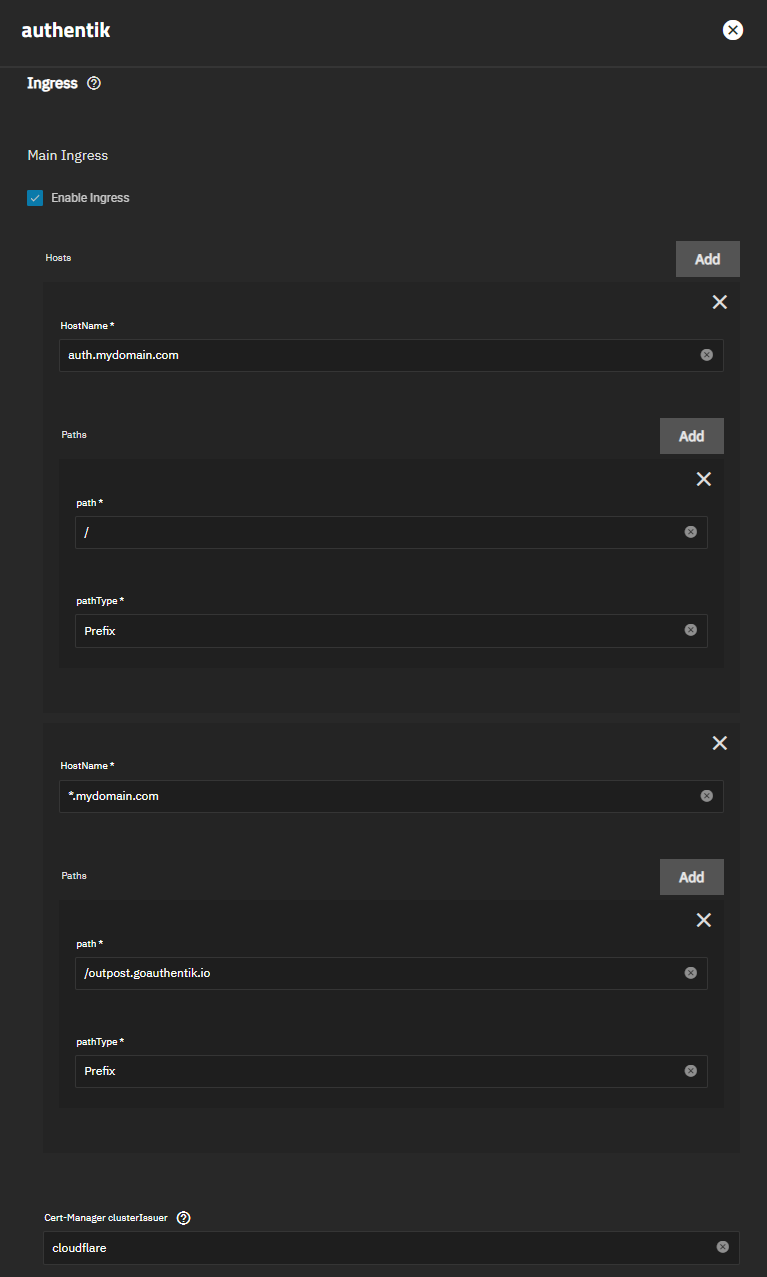 authentik
Ingress
Main Ingress
Enable Ingress
Hosts
Add
HostName *
auth.mydomain.com
Paths
Add
path *
/
pathType *
Prefix
HostName *
*.mydomain.com
Paths
Add
path *
/outpost.goauthentik.io
pathType *
Prefix
Cert-Manager clusterIssuer
cloudflare